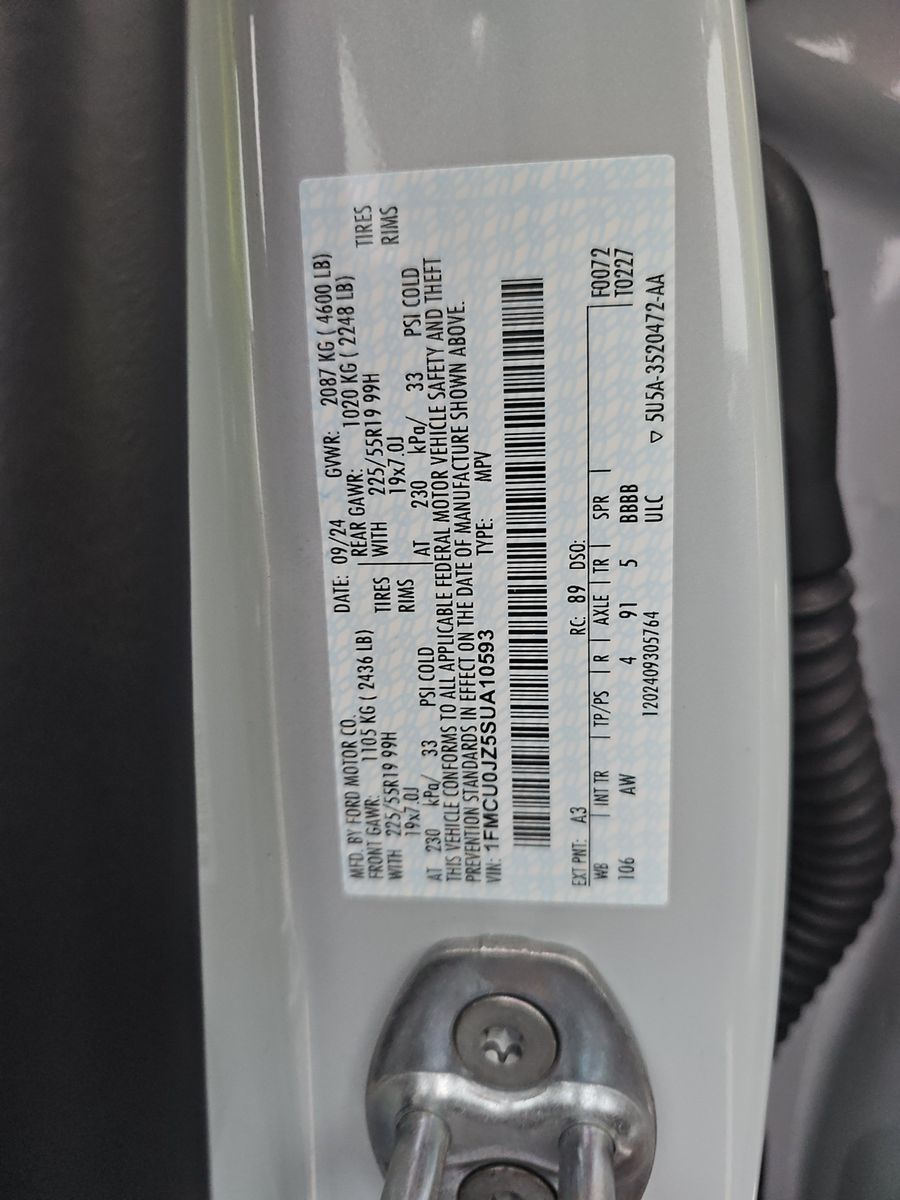 MFD. BY FORD MOTOR CO. DATE: 09/24 GVWR: 2087 KG ( 4600 LB)
FRONT GAWR: 1105 KG ( 2436 LB) REAR GAWR: 1020 KG ( 2248 LB)
WITH 225/55R19 99H TIRES WITH 225/55R19 99H TIRES
19x7.0J RIMS 19x7.0J RIMS
AT 230 kPa/ 33 PSI COLD AT 230 kPa/ 33 PSI COLD
THIS VEHICLE CONFORMS TO ALL APPLICABLE FEDERAL MOTOR VEHICLE SAFETY AND THEFT
PREVENTION STANDARDS IN EFFECT ON THE DATE OF MANUFACTURE SHOWN ABOVE.
VIN: 1FMCU0JZ5SUA10593 TYPE: MPV
EXT PNT: A3 RC: 89 DSO:
WB INT TR TP/PS R AXLE TR SPR F0072
106 AW 4 91 5 BBBB T0227
1202409305764 ULC ▽ 5U5A-3520472-AA